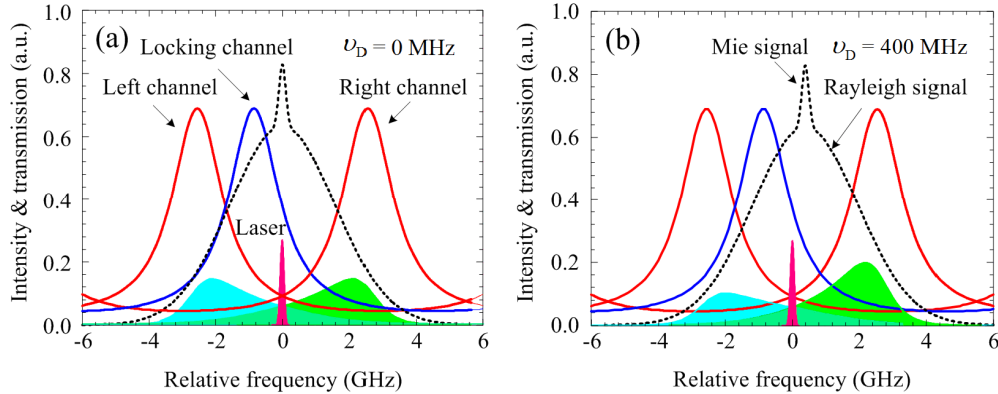 (a)
Locking channel
υD = 0 MHz
Left channel
Right channel
Laser
Intensity & transmission (a.u.)
1.0
0.8
0.6
0.4
0.2
0.0
-6
-4
-2
0
2
4
6
Relative frequency (GHz)
(b)
Mie signal
υD = 400 MHz
Rayleigh signal
Intensity & transmission (a.u.)
1.0
0.8
0.6
0.4
0.2
0.0
-6
-4
-2
0
2
4
6
Relative frequency (GHz)